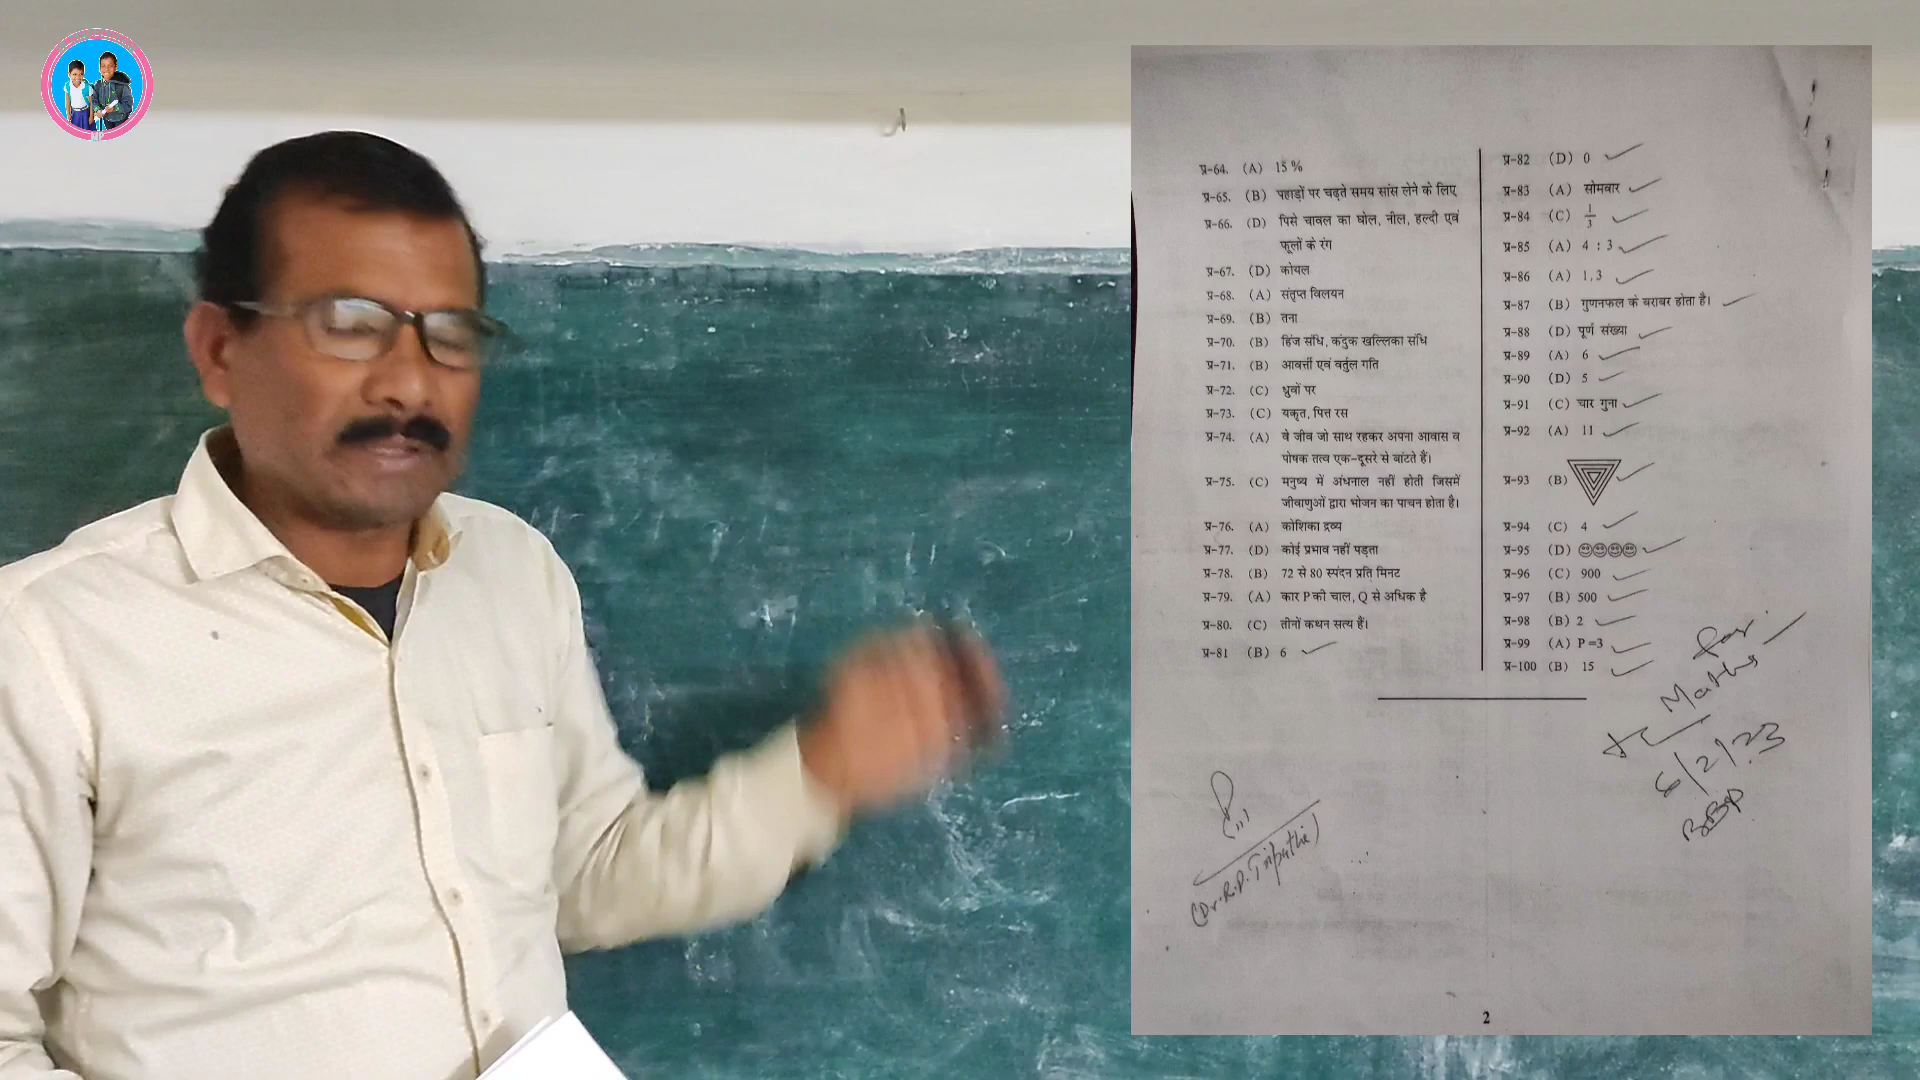 MP
प्र-64. (A) 15 %
प्र-65. (B) पहाड़ों पर चढ़ते समय सांस लेने के लिए
प्र-66. (D) पिसे चावल का घोल, नील, हल्दी एवं
फूलों के रंग
प्र-67. (D) कोयल
प्र-68. (A) संतृप्त विलयन
प्र-69. (B) तना
प्र-70. (B) हिंज संधि, कंदुक खल्लिका संधि
प्र-71. (B) आवर्त्ती एवं वर्तुल गति
प्र-72. (C) ध्रुवों पर
प्र-73. (C) यकृत, पित्त रस
प्र-74. (A) वे जीव जो साथ रहकर अपना आवास व
पोषक तत्व एक-दूसरे से बांटते हैं।
प्र-75. (C) मनुष्य में अंधनाल नहीं होती जिसमें
जीवाणुओं द्वारा भोजन का पाचन होता है।
प्र-76. (A) कोशिका द्रव्य
प्र-77. (D) कोई प्रभाव नहीं पड़ता
प्र-78. (B) 72 से 80 स्पंदन प्रति मिनट
प्र-79. (A) कार P की चाल, Q से अधिक है
प्र-80. (C) तीनों कथन सत्य हैं।
प्र-81 (B) 6
प्र-82 (D) 0
प्र-83 (A) सोमवार
प्र-84 (C) 1/3
प्र-85 (A) 4 : 3
प्र-86 (A) 1,3
प्र-87 (B) गुणनफल के बराबर होता है।
प्र-88 (D) पूर्ण संख्या
प्र-89 (A) 6
प्र-90 (D) 5
प्र-91 (C) चार गुना
प्र-92 (A) 11
प्र-93 (B)
प्र-94 (C) 4
प्र-95 (D)
प्र-96 (C) 900
प्र-97 (B) 500
प्र-98 (B) 2
प्र-99 (A) P=3
प्र-100 (B) 15
for
Maths
6/2/23
BBP
(Dr. R.P. Tripathi)
2